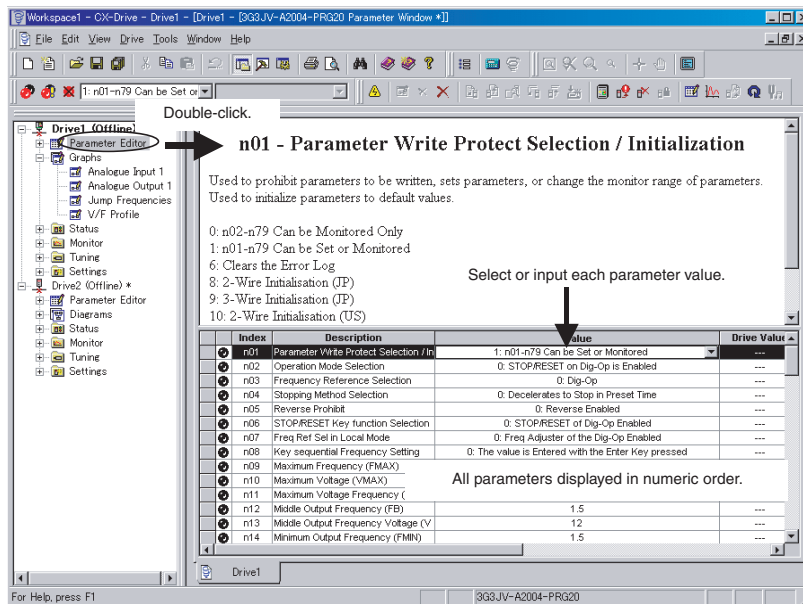 Workspace1 - CX-Drive - Drive1 - [Drive1 - [3G3JV-A2004-PRG20 Parameter Window *]]
File Edit View Drive Tools Window Help
1: n01-n79 Can be Set or
Double-click.
Drive1 (Offline)
Parameter Editor
Graphs
Analogue Input 1
Analogue Output 1
Jump Frequencies
V/F Profile
Status
Monitor
Tuning
Settings
Drive2 (Offline) *
Parameter Editor
Diagrams
Status
Monitor
Tuning
Settings
n01 - Parameter Write Protect Selection / Initialization
Used to prohibit parameters to be written, sets parameters, or change the monitor range of parameters.
Used to initialize parameters to default values.
0: n02-n79 Can be Monitored Only
1: n01-n79 Can be Set or Monitored
6: Clears the Error Log
8: 2-Wire Initialisation (JP)
9: 3-Wire Initialisation (JP)
10: 2-Wire Initialisation (US)
Select or input each parameter value.
Index Description alue Drive Value
n01 Parameter Write Protect Selection / In 1: n01-n79 Can be Set or Monitored ---
n02 Operation Mode Selection 0: STOP/RESET on Dig-Op is Enabled ---
n03 Frequency Reference Selection 0: Dig-Op ---
n04 Stopping Method Selection 0: Decelerates to Stop in Preset Time ---
n05 Reverse Prohibit 0: Reverse Enabled ---
n06 STOP/RESET Key function Selection 0: STOP/RESET of Dig-Op Enabled ---
n07 Freq Ref Sel in Local Mode 0: Freq Adjuster of the Dig-Op Enabled ---
n08 Key sequential Frequency Setting 0: The value is Entered with the Enter Key pressed ---
n09 Maximum Frequency (FMAX)
n10 Maximum Voltage (VMAX)
n11 Maximum Voltage Frequency (
All parameters displayed in numeric order.
n12 Middle Output Frequency (FB) 1.5 ---
n13 Middle Output Frequency Voltage (V 12 ---
n14 Minimum Output Frequency (FMIN) 1.5 ---
Drive1
For Help, press F1
3G3JV-A2004-PRG20